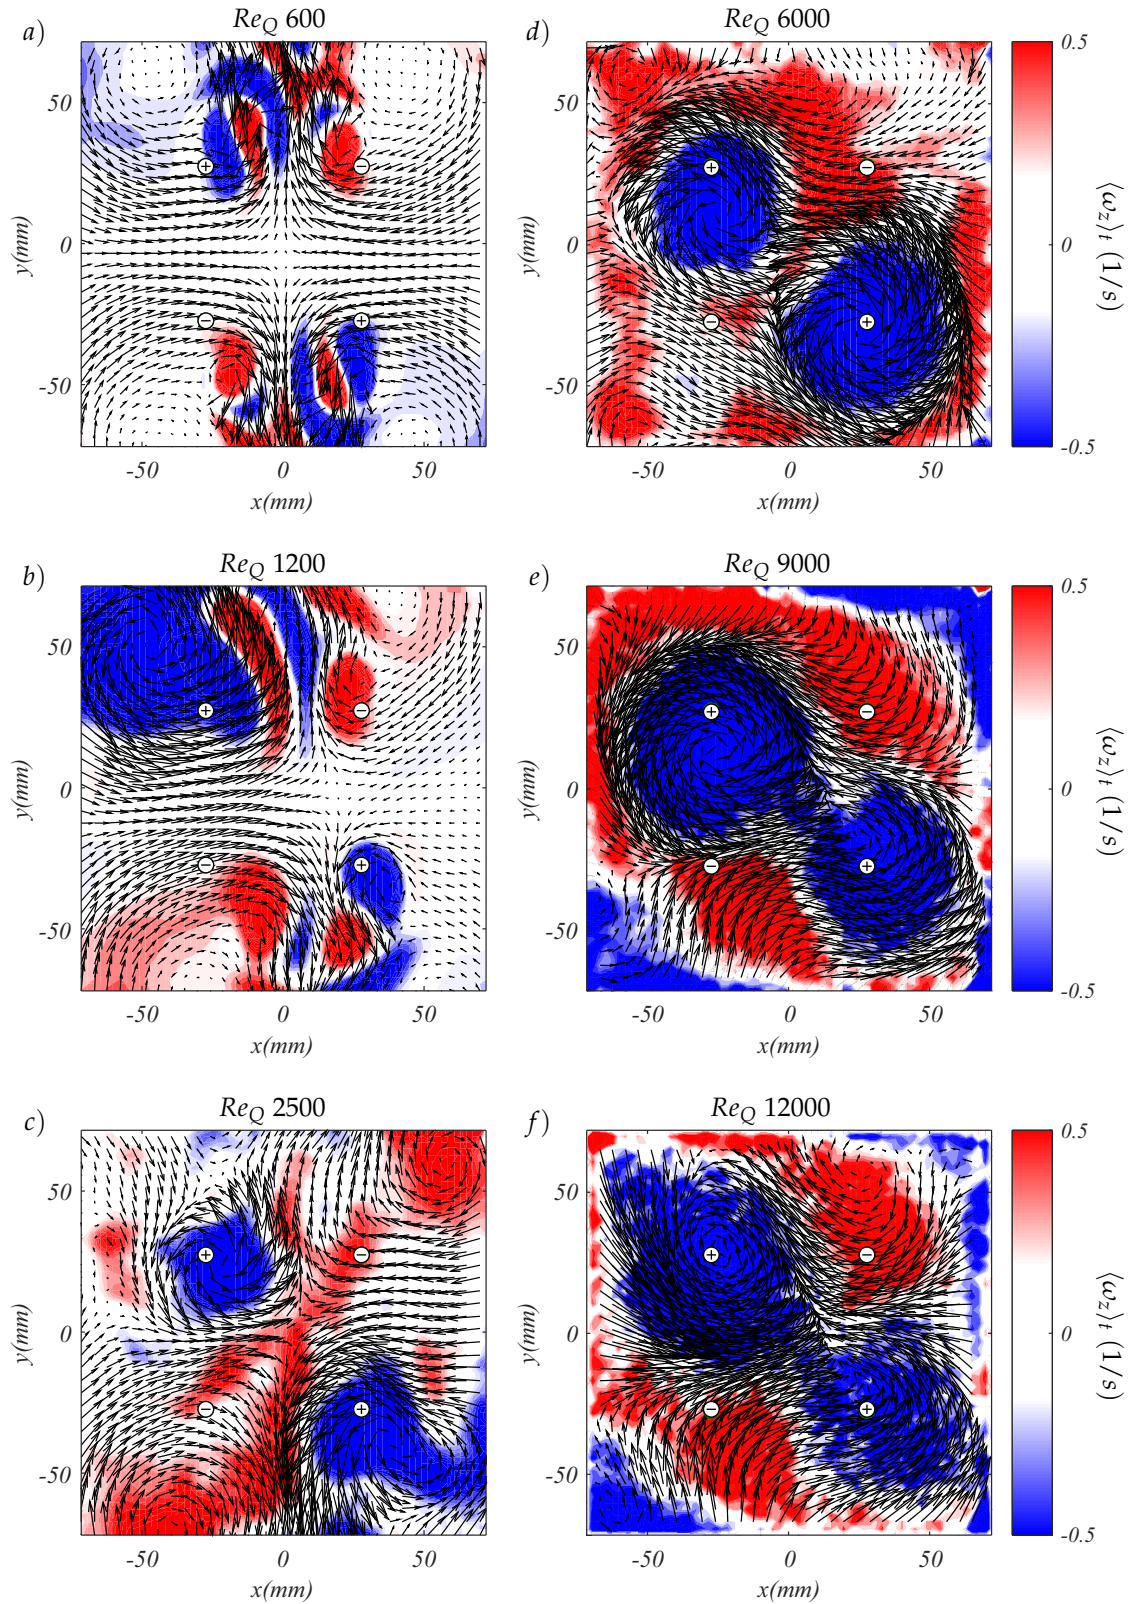 a)
Re_Q 600
50
0
-50
y(mm)
-50 0 50
x(mm)
+ −
− +
d)
Re_Q 6000
50
0
-50
y(mm)
-50 0 50
x(mm)
+ −
− +
0.5
0
-0.5
⟨ω_z⟩_t (1/s)
b)
Re_Q 1200
50
0
-50
y(mm)
-50 0 50
x(mm)
+ −
− +
e)
Re_Q 9000
50
0
-50
y(mm)
-50 0 50
x(mm)
+ −
− +
0.5
0
-0.5
⟨ω_z⟩_t (1/s)
c)
Re_Q 2500
50
0
-50
y(mm)
-50 0 50
x(mm)
+ −
− +
f)
Re_Q 12000
50
0
-50
y(mm)
-50 0 50
x(mm)
+ −
− +
0.5
0
-0.5
⟨ω_z⟩_t (1/s)